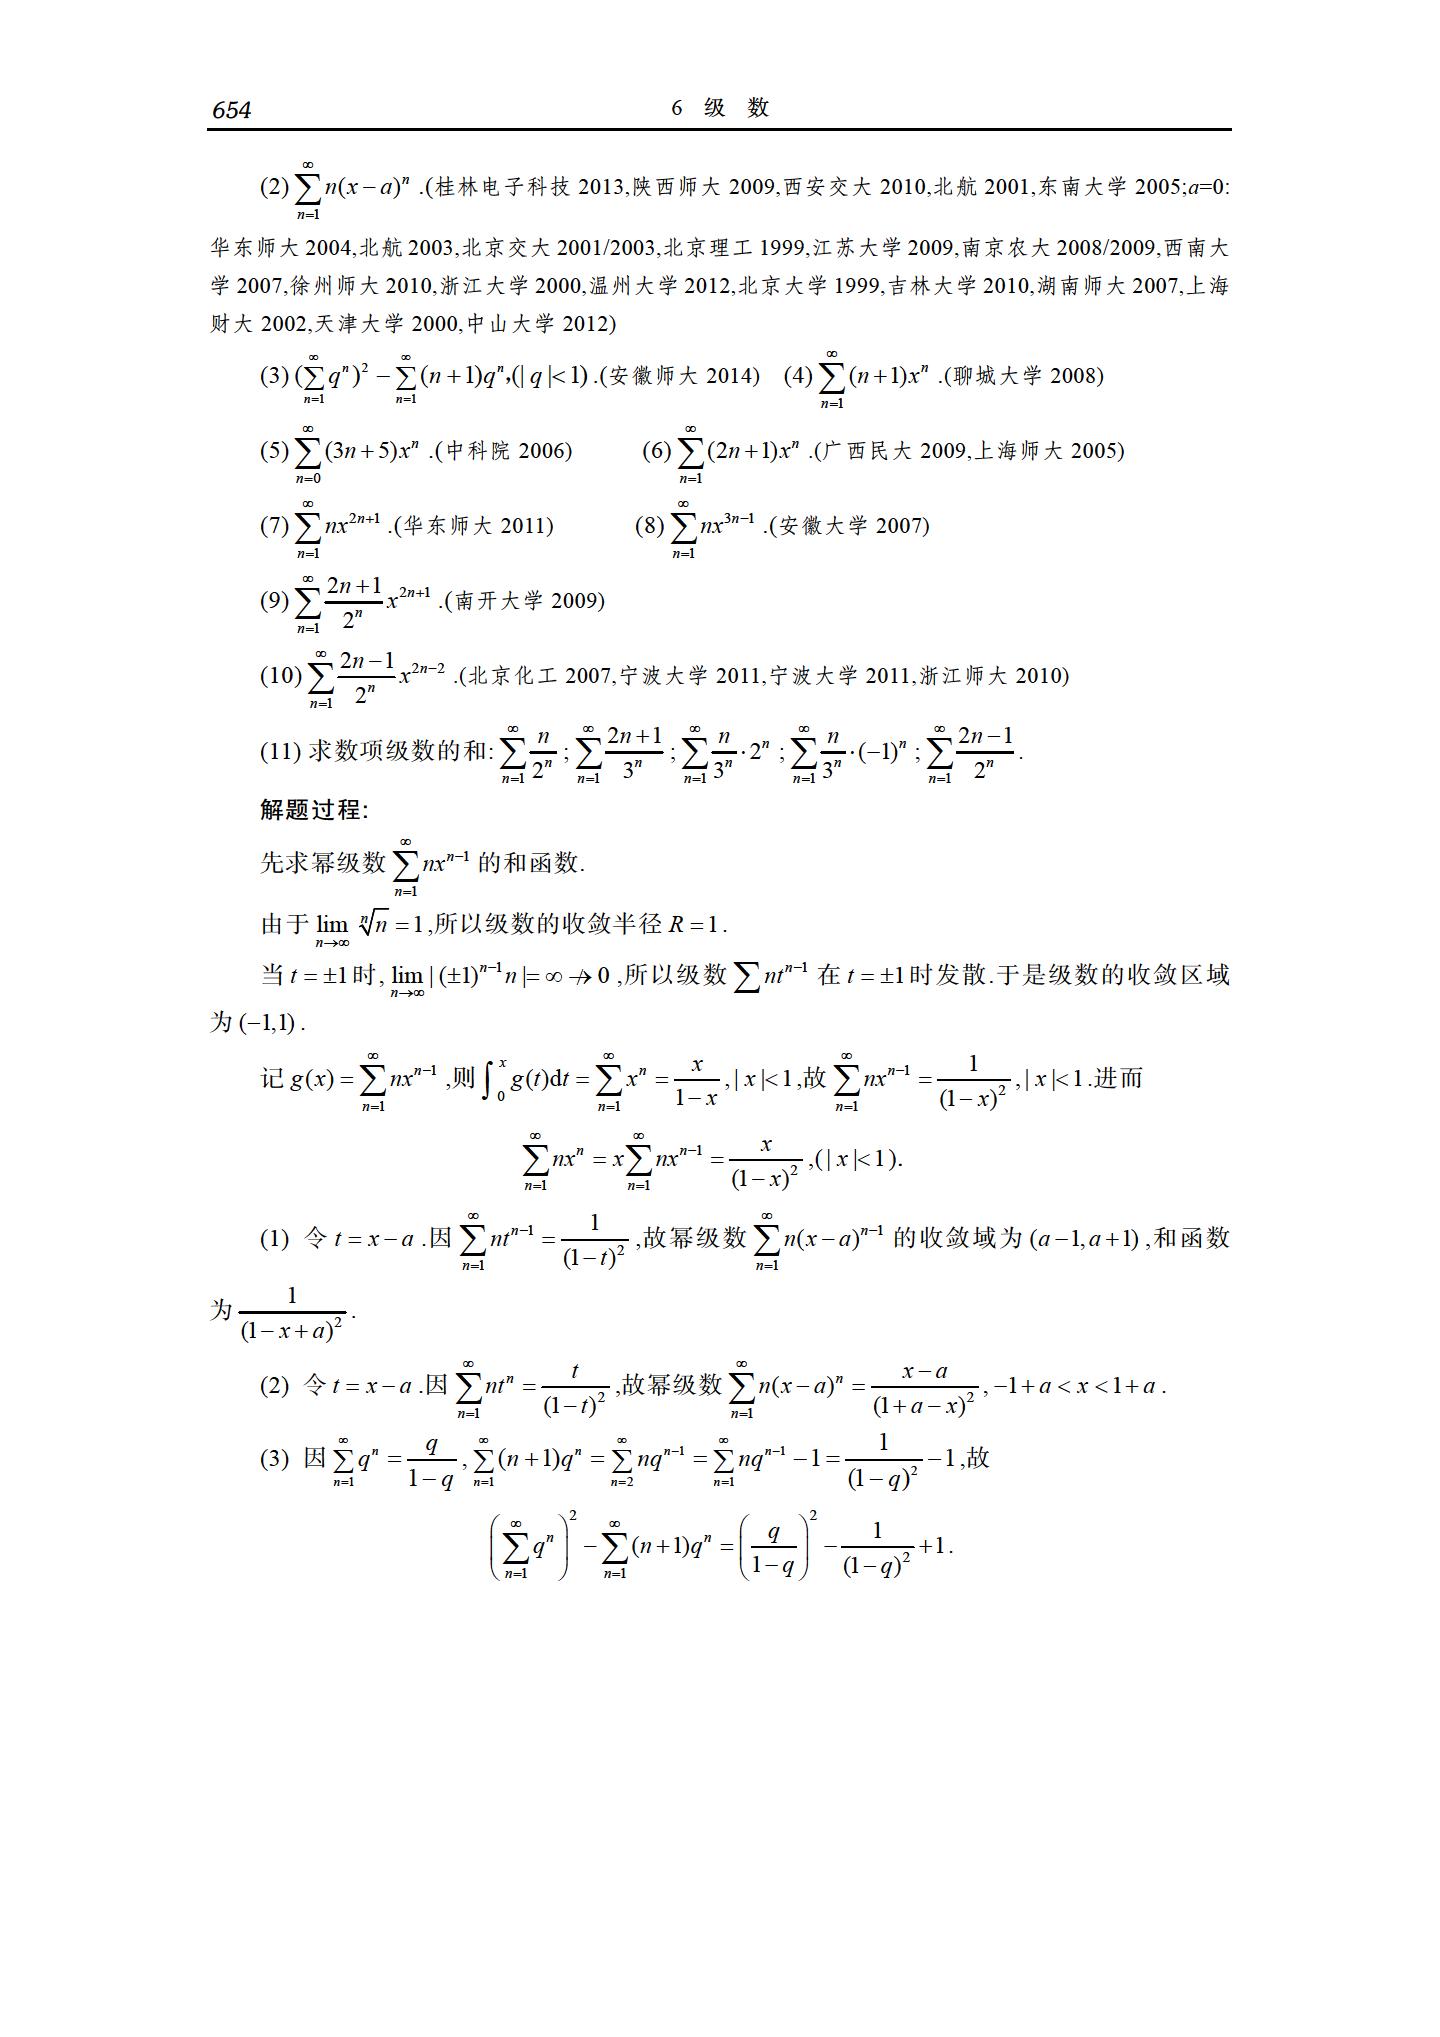 654 6 级 数
(2) $\sum_{n=1}^{\infty} n(x-a)^n$ .(桂林电子科技 2013,陕西师大 2009,西安交大 2010,北航 2001,东南大学 2005;a=0:
华东师大 2004,北航 2003,北京交大 2001/2003,北京理工 1999,江苏大学 2009,南京农大 2008/2009,西南大
学 2007,徐州师大 2010,浙江大学 2000,温州大学 2012,北京大学 1999,吉林大学 2010,湖南师大 2007,上海
财大 2002,天津大学 2000,中山大学 2012)
(3) $(\sum_{n=1}^{\infty} q^n)^2 - \sum_{n=1}^{\infty} (n+1)q^n, (|q|<1)$ .(安徽师大 2014) (4) $\sum_{n=1}^{\infty} (n+1)x^n$ .(聊城大学 2008)
(5) $\sum_{n=0}^{\infty} (3n+5)x^n$ .(中科院 2006) (6) $\sum_{n=1}^{\infty} (2n+1)x^n$ .(广西民大 2009,上海师大 2005)
(7) $\sum_{n=1}^{\infty} nx^{2n+1}$ .(华东师大 2011) (8) $\sum_{n=1}^{\infty} nx^{3n-1}$ .(安徽大学 2007)
(9) $\sum_{n=1}^{\infty} \frac{2n+1}{2^n} x^{2n+1}$ .(南开大学 2009)
(10) $\sum_{n=1}^{\infty} \frac{2n-1}{2^n} x^{2n-2}$ .(北京化工 2007,宁波大学 2011,宁波大学 2011,浙江师大 2010)
(11) 求数项级数的和: $\sum_{n=1}^{\infty} \frac{n}{2^n}$ ; $\sum_{n=1}^{\infty} \frac{2n+1}{3^n}$ ; $\sum_{n=1}^{\infty} \frac{n}{3^n} \cdot 2^n$ ; $\sum_{n=1}^{\infty} \frac{n}{3^n} \cdot (-1)^n$ ; $\sum_{n=1}^{\infty} \frac{2n-1}{2^n}$ .
解题过程:
先求幂级数 $\sum_{n=1}^{\infty} nx^{n-1}$ 的和函数.
由于 $\lim_{n\to\infty} \sqrt[n]{n} = 1$ ,所以级数的收敛半径 $R = 1$ .
当 $t = \pm 1$ 时, $\lim_{n\to\infty} |(\pm 1)^{n-1} n| = \infty \nrightarrow 0$ ,所以级数 $\sum nt^{n-1}$ 在 $t = \pm 1$ 时发散.于是级数的收敛区域
为 $(-1,1)$ .
记 $g(x) = \sum_{n=1}^{\infty} nx^{n-1}$ ,则 $\int_0^x g(t)\mathrm{d}t = \sum_{n=1}^{\infty} x^n = \frac{x}{1-x}, |x|<1$ ,故 $\sum_{n=1}^{\infty} nx^{n-1} = \frac{1}{(1-x)^2}, |x|<1$ .进而
$\sum_{n=1}^{\infty} nx^n = x\sum_{n=1}^{\infty} nx^{n-1} = \frac{x}{(1-x)^2}, (|x|<1).$
(1) 令 $t = x-a$ .因 $\sum_{n=1}^{\infty} nt^{n-1} = \frac{1}{(1-t)^2}$ ,故幂级数 $\sum_{n=1}^{\infty} n(x-a)^{n-1}$ 的收敛域为 $(a-1,a+1)$ ,和函数
为 $\frac{1}{(1-x+a)^2}$ .
(2) 令 $t = x-a$ .因 $\sum_{n=1}^{\infty} nt^n = \frac{t}{(1-t)^2}$ ,故幂级数 $\sum_{n=1}^{\infty} n(x-a)^n = \frac{x-a}{(1+a-x)^2}, -1+a<x<1+a$ .
(3) 因 $\sum_{n=1}^{\infty} q^n = \frac{q}{1-q}, \sum_{n=1}^{\infty} (n+1)q^n = \sum_{n=2}^{\infty} nq^{n-1} = \sum_{n=1}^{\infty} nq^{n-1} - 1 = \frac{1}{(1-q)^2} - 1$ ,故
$\left(\sum_{n=1}^{\infty} q^n\right)^2 - \sum_{n=1}^{\infty} (n+1)q^n = \left(\frac{q}{1-q}\right)^2 - \frac{1}{(1-q)^2} + 1.$